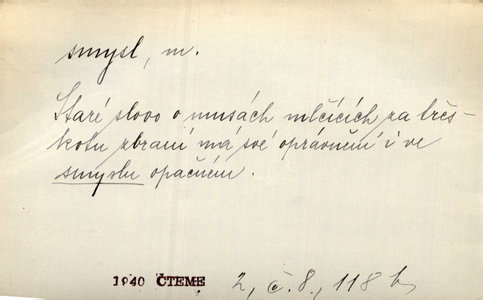 smysl, m.
Staré slovo o musách mlčících za třes-
kotu zbraní má své oprávnění i ve
smyslu opačném.
1940 ČTEME 2, č. 8, 118 b